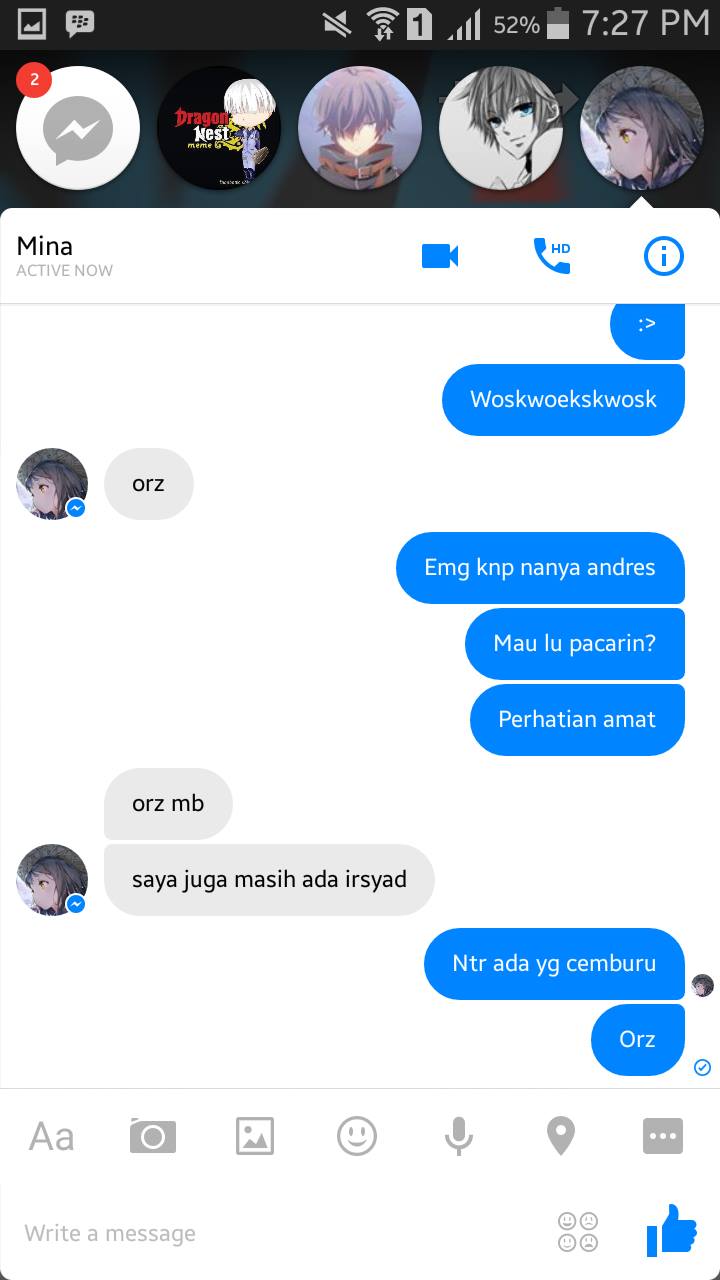 52%
7:27 PM
1
2
Dragon
Nest
meme
Mina
ACTIVE NOW
HD
:>
Woskwoekskwosk
orz
Emg knp nanya andres
Mau lu pacarin?
Perhatian amat
orz mb
saya juga masih ada irsyad
Ntr ada yg cemburu
Orz
Aa
Write a message